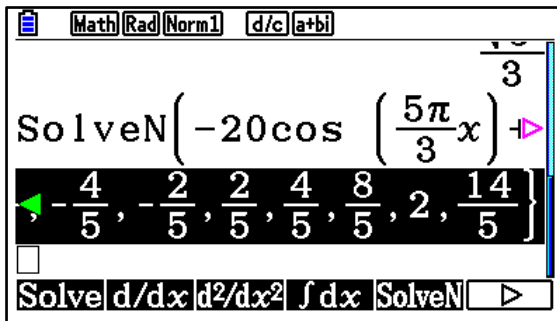 Math Rad Norm1 d/c a+bi
3
SolveN(-20cos (5π/3 x)
, -4/5, -2/5, 2/5, 4/5, 8/5, 2, 14/5}
Solve d/dx d²/dx² ∫dx SolveN ▷